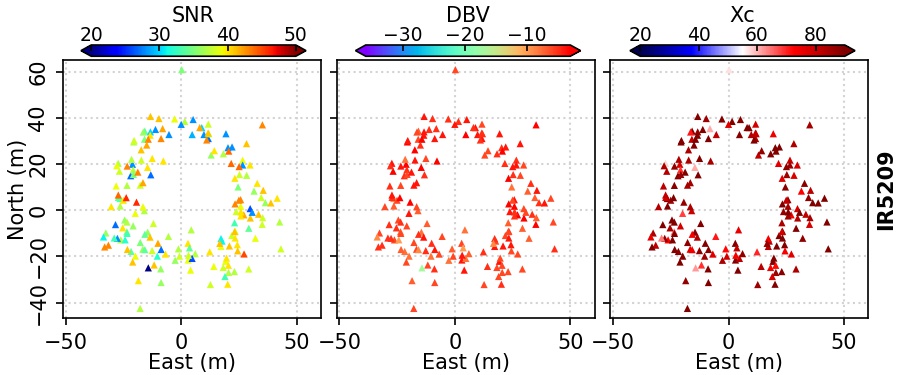 SNR DBV Xc
20 30 40 50 −30 −20 −10 20 40 60 80
60
40
20
0
−20
−40
North (m)
−50 0 50 −50 0 50 −50 0 50
East (m) East (m) East (m)
IR5209